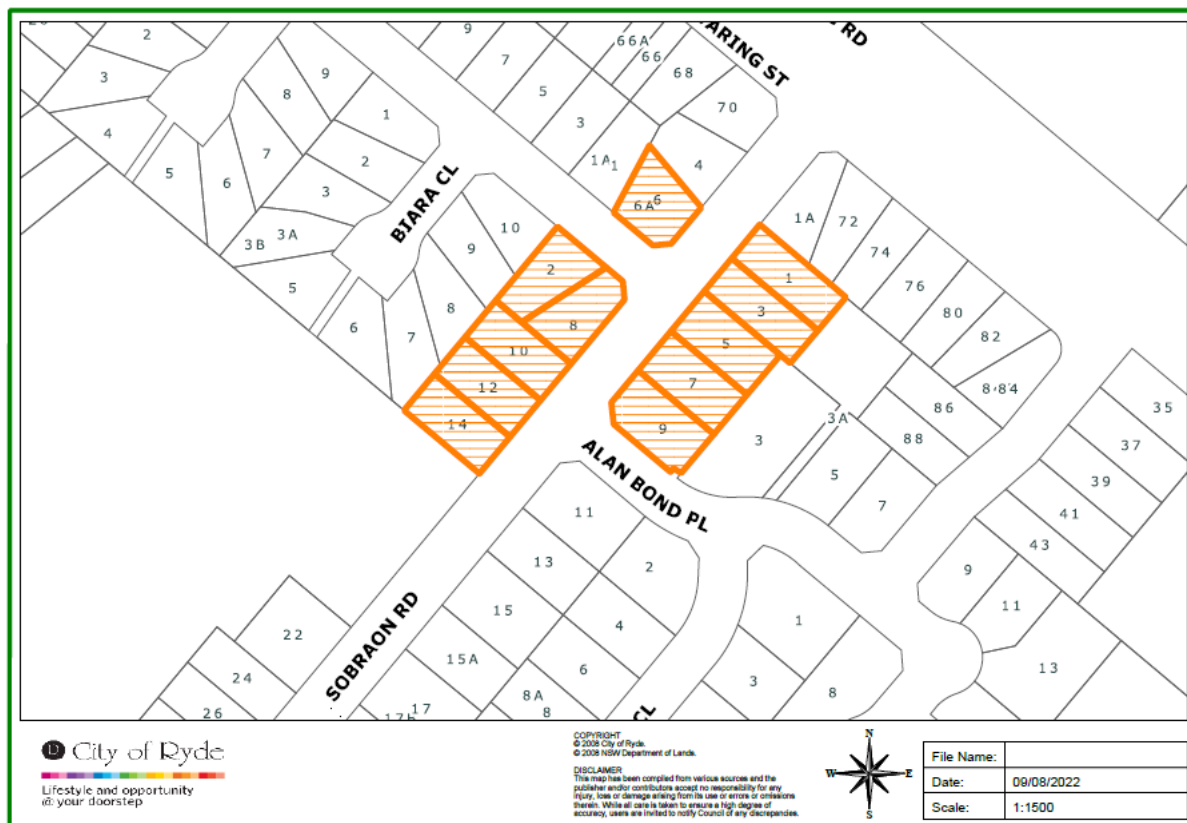 RD
ARING ST
2
3
4
5
6
7
8
9
1
2
3
3A
3B
5
6
7
8
9
10
BIARA CL
9
7
5
3
1A
1
66A
66
68
70
4
6A
6
2
8
10
12
14
1
3
5
7
9
1A
72
74
76
80
82
84
86
88
3A
3
5
7
35
37
39
41
43
9
11
13
ALAN BOND PL
11
13
15
15A
17
2
4
6
8A
8
1
3
8
SOBRAON RD
22
24
26
CL
City of Ryde
Lifestyle and opportunity
@ your doorstep
COPYRIGHT
© 2008 City of Ryde.
© 2008 NSW Department of Lands.
DISCLAIMER
This map has been compiled from various sources and the
publisher and/or contributors accept no responsibility for any
injury, loss or damage arising from its use or errors or omissions
therein. While all care is taken to ensure a high degree of
accuracy, users are invited to notify Council of any discrepancies.
N
W
E
S
File Name:
Date: 09/08/2022
Scale: 1:1500